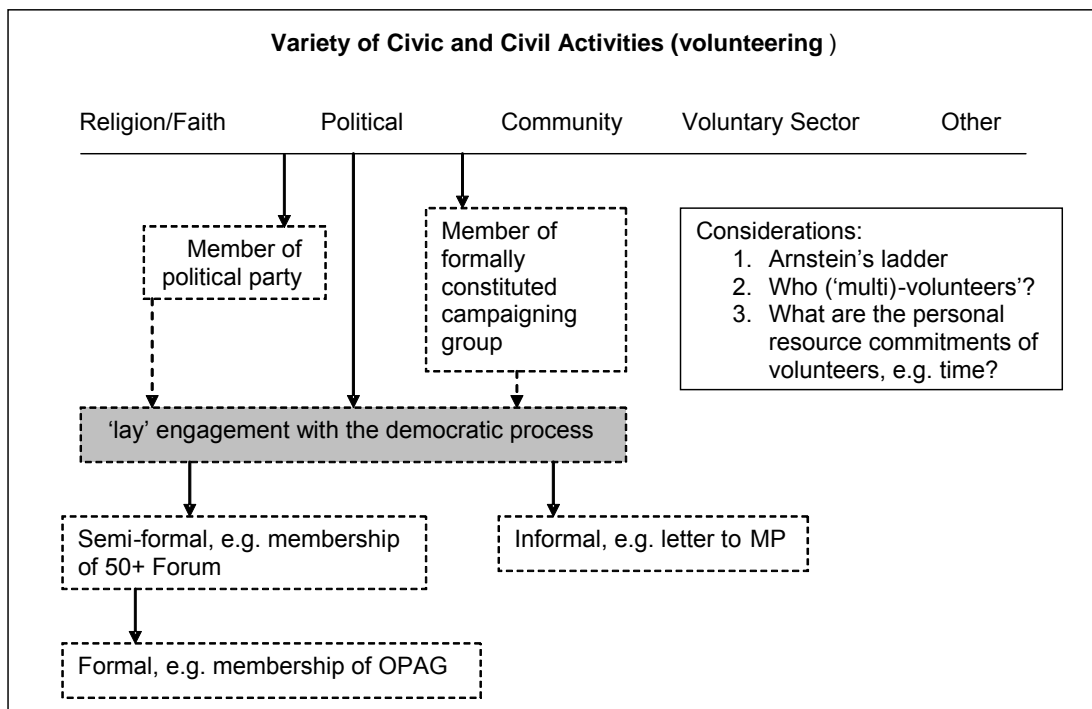 Variety of Civic and Civil Activities (volunteering )
Religion/Faith Political Community Voluntary Sector Other
Member of
political party
Member of
formally
constituted
campaigning
group
Considerations:
1. Arnstein’s ladder
2. Who (‘multi)-volunteers’?
3. What are the personal
resource commitments of
volunteers, e.g. time?
‘lay’ engagement with the democratic process
Semi-formal, e.g. membership
of 50+ Forum
Informal, e.g. letter to MP
Formal, e.g. membership of OPAG